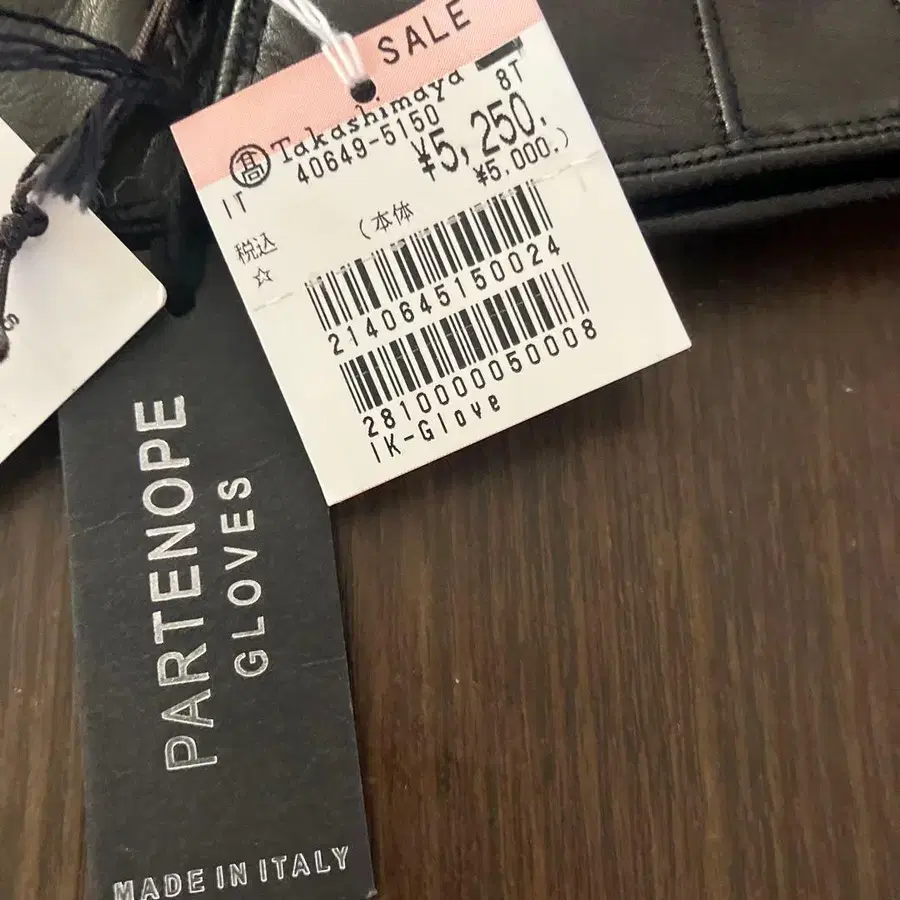 SALE
髙 Takashimaya
40649-5150 8T
IT ¥5,250.
税込 (本体 ¥5,000.)
☆
2140645150024
2810000050008
IK-Glove
PARTENOPE
GLOVES
MADE IN ITALY